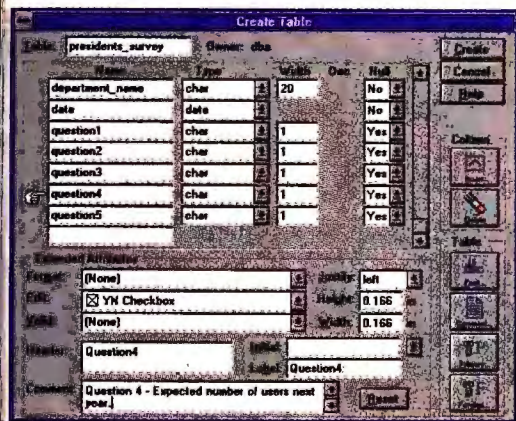 Create Table
Table: presidents_survey Owner: dba
Create
Cancel
Help
Name Type Width Dec Null
department_name char 20 No
date date No
question1 char 1 Yes
question2 char 1 Yes
question3 char 1 Yes
question4 char 1 Yes
question5 char 1 Yes
Column
Table
Extended Attributes
Format: (None) Justify: left
Edit: YN Checkbox Height: 0.166 in
Valid: (None) Width: 0.166 in
Header: Question4
Label: Question4:
Comment: Question 4 - Expected number of users next
year. Reset